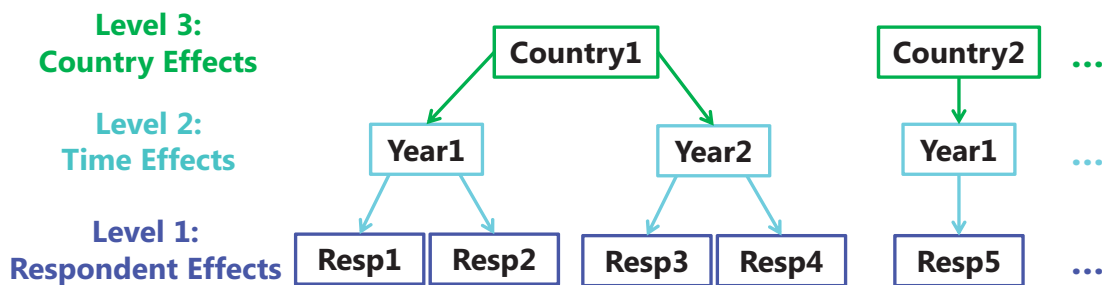 Level 3:
Country Effects
Country1
Country2
...
Level 2:
Time Effects
Year1
Year2
Year1
...
Level 1:
Respondent Effects
Resp1
Resp2
Resp3
Resp4
Resp5
...